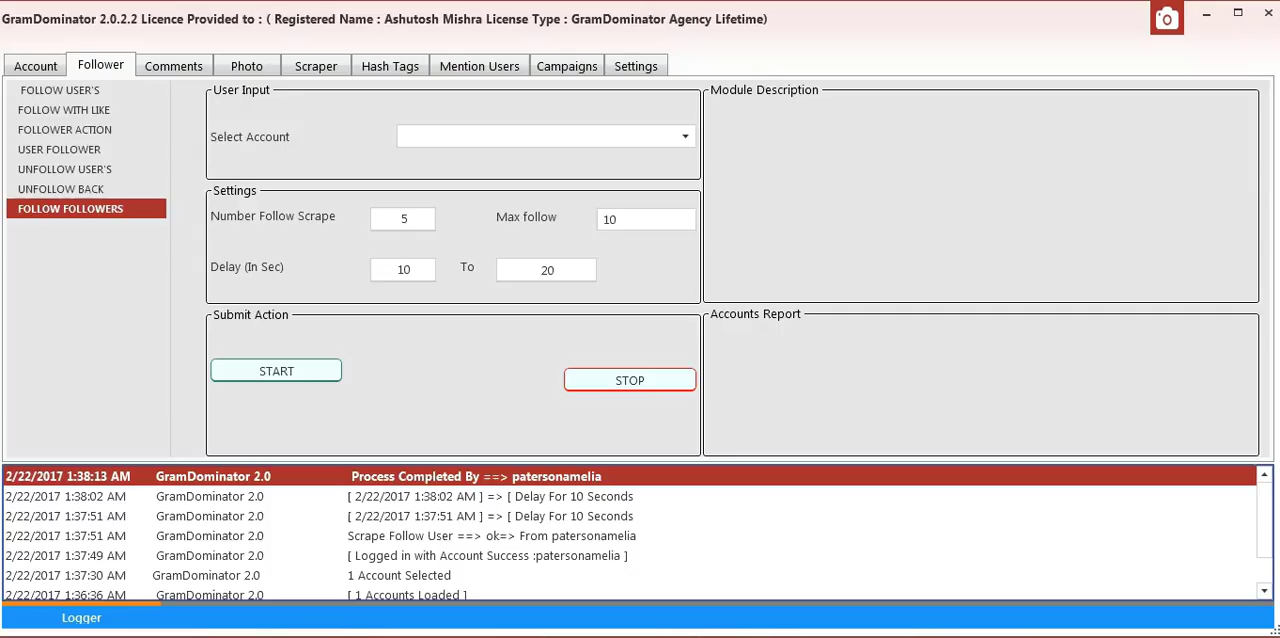 GramDominator 2.0.2.2 Licence Provided to : ( Registered Name : Ashutosh Mishra License Type : GramDominator Agency Lifetime)
Account Follower Comments Photo Scraper Hash Tags Mention Users Campaigns Settings
FOLLOW USER'S
FOLLOW WITH LIKE
FOLLOWER ACTION
USER FOLLOWER
UNFOLLOW USER'S
UNFOLLOW BACK
FOLLOW FOLLOWERS
User Input
Select Account
Settings
Number Follow Scrape 5 Max follow 10
Delay (In Sec) 10 To 20
Submit Action
START STOP
Module Description
Accounts Report
2/22/2017 1:38:13 AM GramDominator 2.0 Process Completed By ==> patersonamelia
2/22/2017 1:38:02 AM GramDominator 2.0 [ 2/22/2017 1:38:02 AM ] => [ Delay For 10 Seconds
2/22/2017 1:37:51 AM GramDominator 2.0 [ 2/22/2017 1:37:51 AM ] => [ Delay For 10 Seconds
2/22/2017 1:37:51 AM GramDominator 2.0 Scrape Follow User ==> ok=> From patersonamelia
2/22/2017 1:37:49 AM GramDominator 2.0 [ Logged in with Account Success :patersonamelia ]
2/22/2017 1:37:30 AM GramDominator 2.0 1 Account Selected
2/22/2017 1:36:36 AM GramDominator 2.0 [ 1 Accounts Loaded ]
Logger